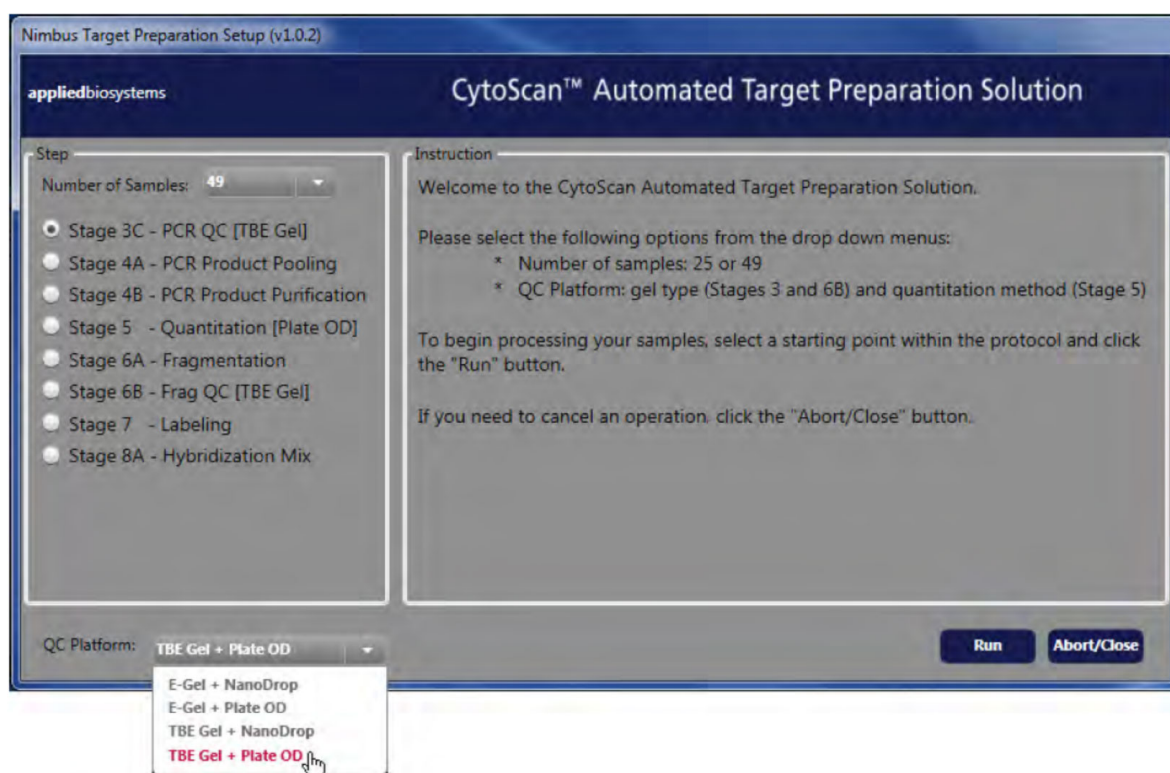 Nimbus Target Preparation Setup (v1.0.2)
appliedbiosystems
CytoScan™ Automated Target Preparation Solution
Step
Number of Samples: 49
Stage 3C - PCR QC [TBE Gel]
Stage 4A - PCR Product Pooling
Stage 4B - PCR Product Purification
Stage 5 - Quantitation [Plate OD]
Stage 6A - Fragmentation
Stage 6B - Frag QC [TBE Gel]
Stage 7 - Labeling
Stage 8A - Hybridization Mix
Instruction
Welcome to the CytoScan Automated Target Preparation Solution.
Please select the following options from the drop down menus:
* Number of samples: 25 or 49
* QC Platform: gel type (Stages 3 and 6B) and quantitation method (Stage 5)
To begin processing your samples, select a starting point within the protocol and click
the "Run" button.
If you need to cancel an operation, click the "Abort/Close" button.
QC Platform: TBE Gel + Plate OD
Run
Abort/Close
E-Gel + NanoDrop
E-Gel + Plate OD
TBE Gel + NanoDrop
TBE Gel + Plate OD